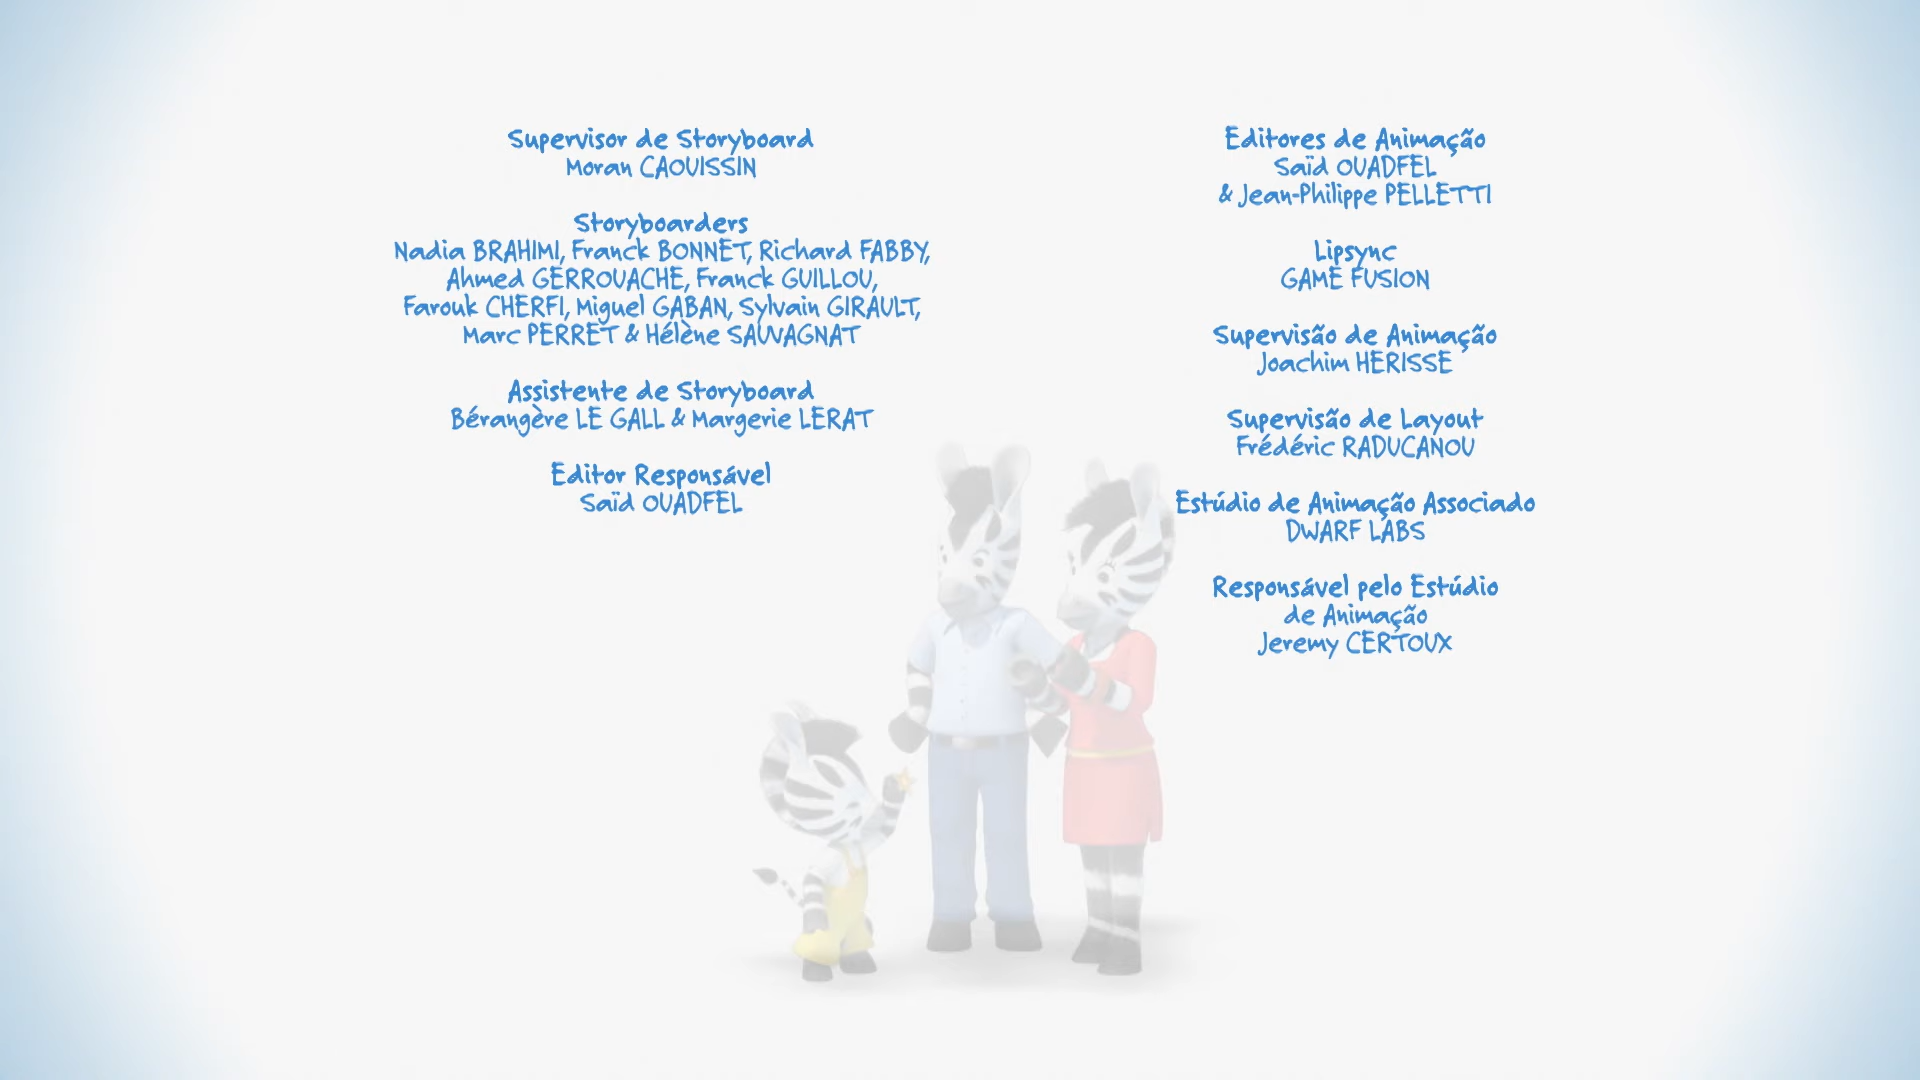 Supervisor de Storyboard
Moran CAOUISSIN
Storyboarders
Nadia BRAHIMI, Franck BONNET, Richard FABBY,
Ahmed GERROUACHE, Franck GUILLOU,
Farouk CHERFI, Miguel GABAN, Sylvain GIRAULT,
Marc PERRET & Hélène SAUVAGNAT
Assistente de Storyboard
Bérangère LE GALL & Margerie LERAT
Editor Responsável
Saïd OUADFEL
Editores de Animação
Saïd OUADFEL
& Jean-Philippe PELLETTI
Lipsync
GAME FUSION
Supervisão de Animação
Joachim HERISSE
Supervisão de Layout
Frédéric RADUCANOU
Estúdio de Animação Associado
DWARF LABS
Responsável pelo Estúdio
de Animação
Jeremy CERTOUX